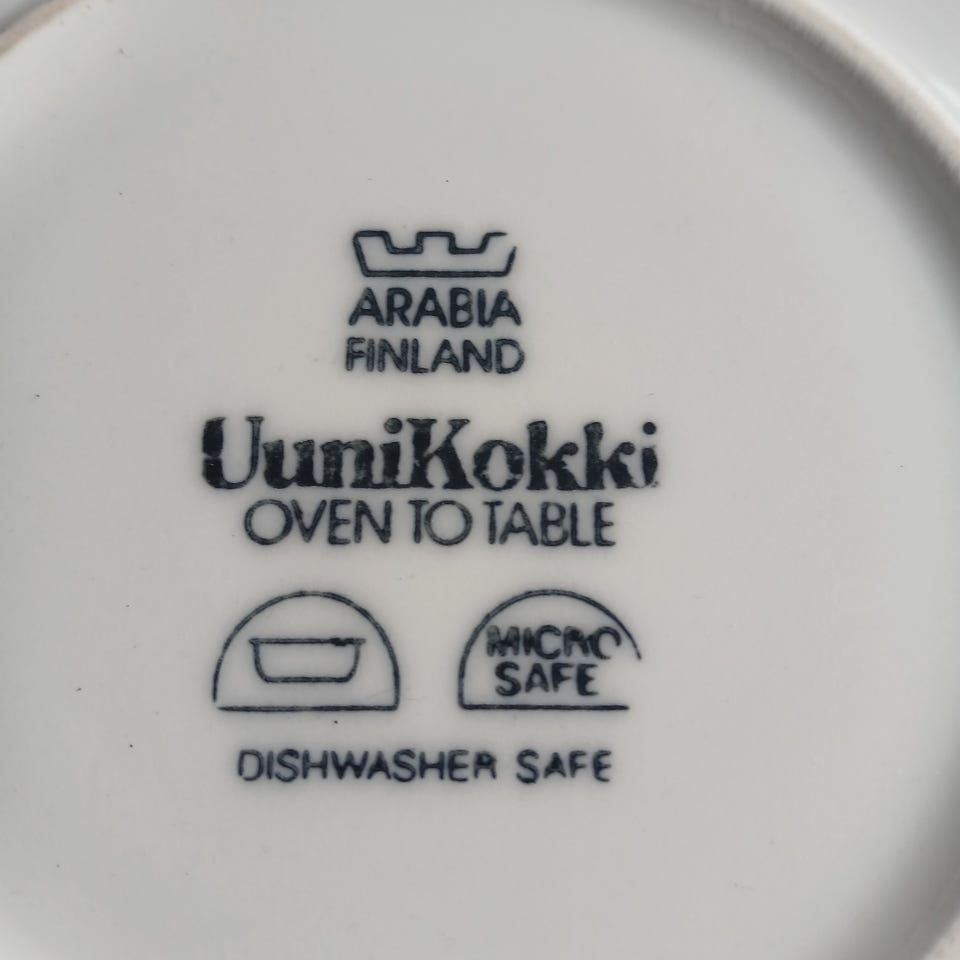 ARABIA
FINLAND
UuniKokki
OVEN TO TABLE
MICRO
SAFE
DISHWASHER SAFE